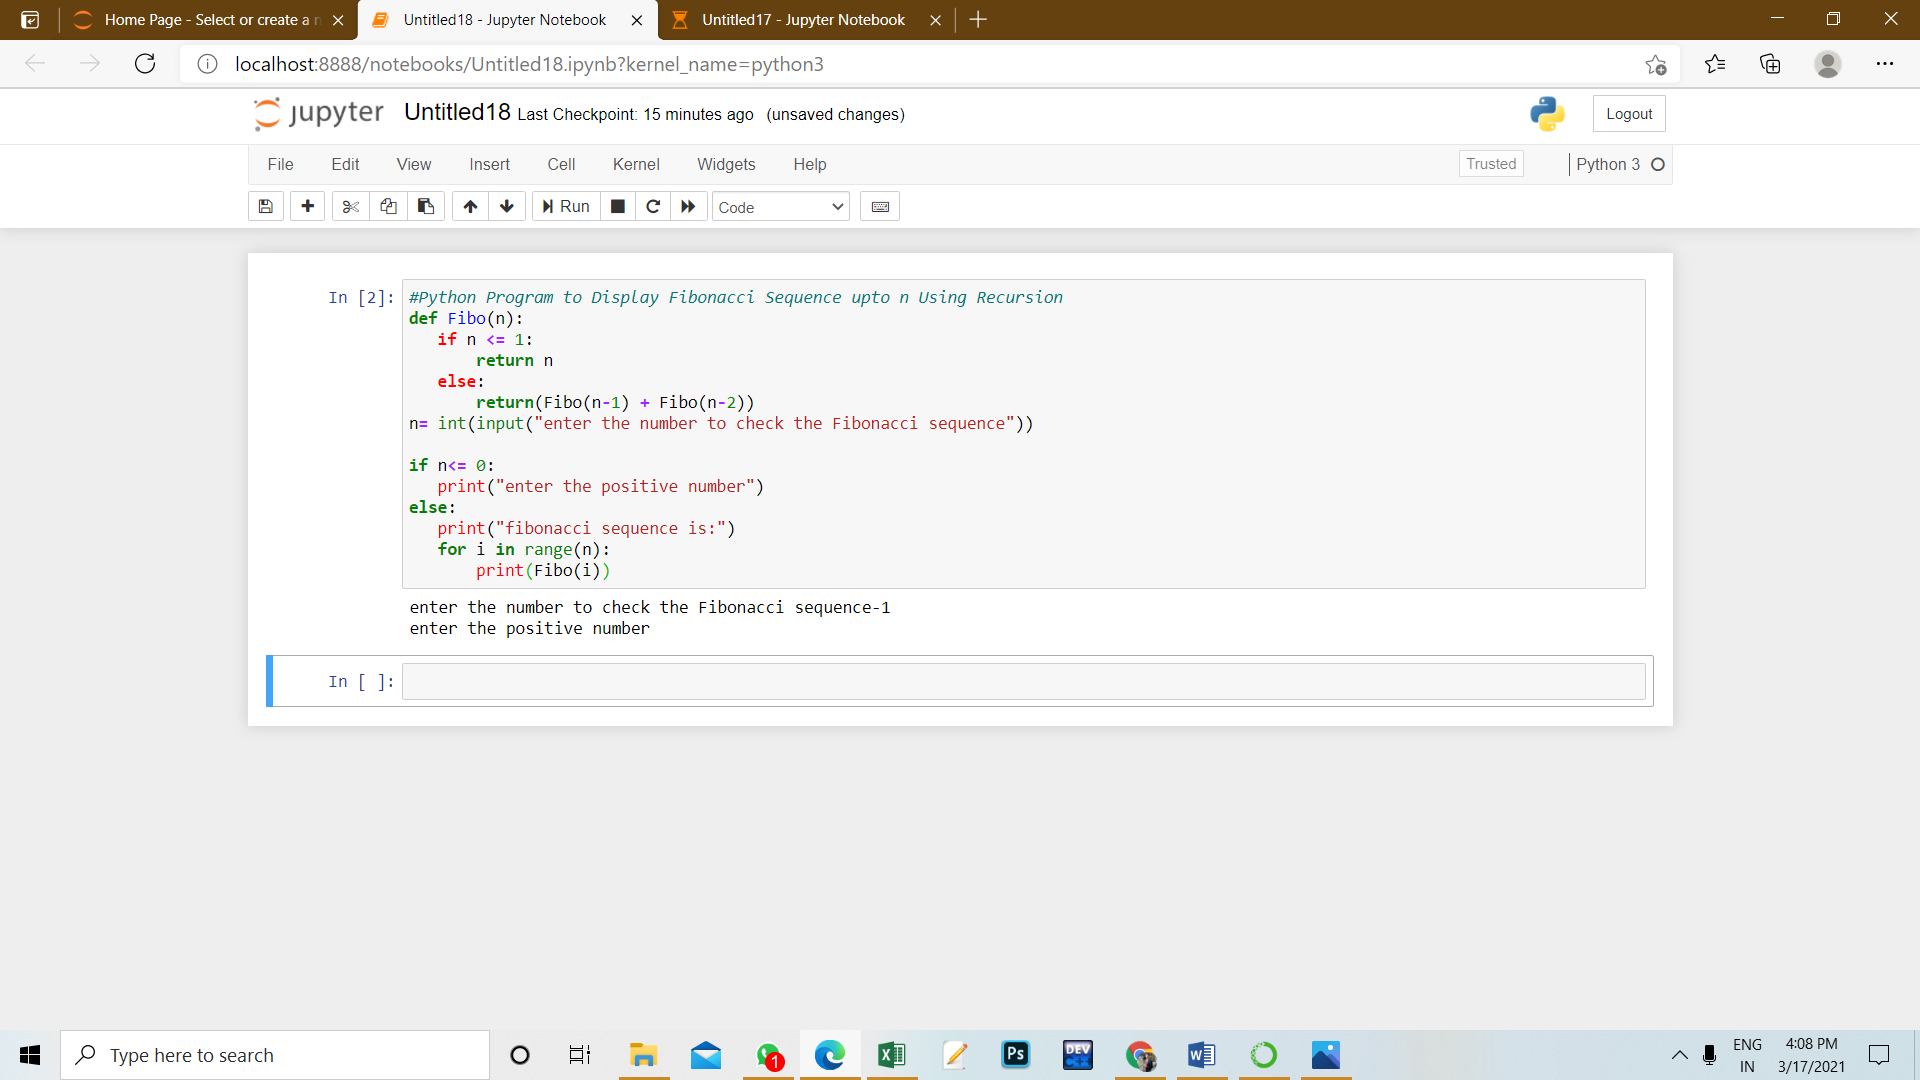 Home Page - Select or create a n
Untitled18 - Jupyter Notebook
Untitled17 - Jupyter Notebook
localhost:8888/notebooks/Untitled18.ipynb?kernel_name=python3
jupyter Untitled18 Last Checkpoint: 15 minutes ago (unsaved changes)
Logout
File Edit View Insert Cell Kernel Widgets Help
Trusted
Python 3
Run
Code
In [2]:
#Python Program to Display Fibonacci Sequence upto n Using Recursion
def Fibo(n):
   if n <= 1:
       return n
   else:
       return(Fibo(n-1) + Fibo(n-2))
n= int(input("enter the number to check the Fibonacci sequence"))

if n<= 0:
   print("enter the positive number")
else:
   print("fibonacci sequence is:")
   for i in range(n):
       print(Fibo(i))
enter the number to check the Fibonacci sequence-1
enter the positive number
In [ ]:
Type here to search
1
Ps
DEV
C++
ENG
IN
4:08 PM
3/17/2021